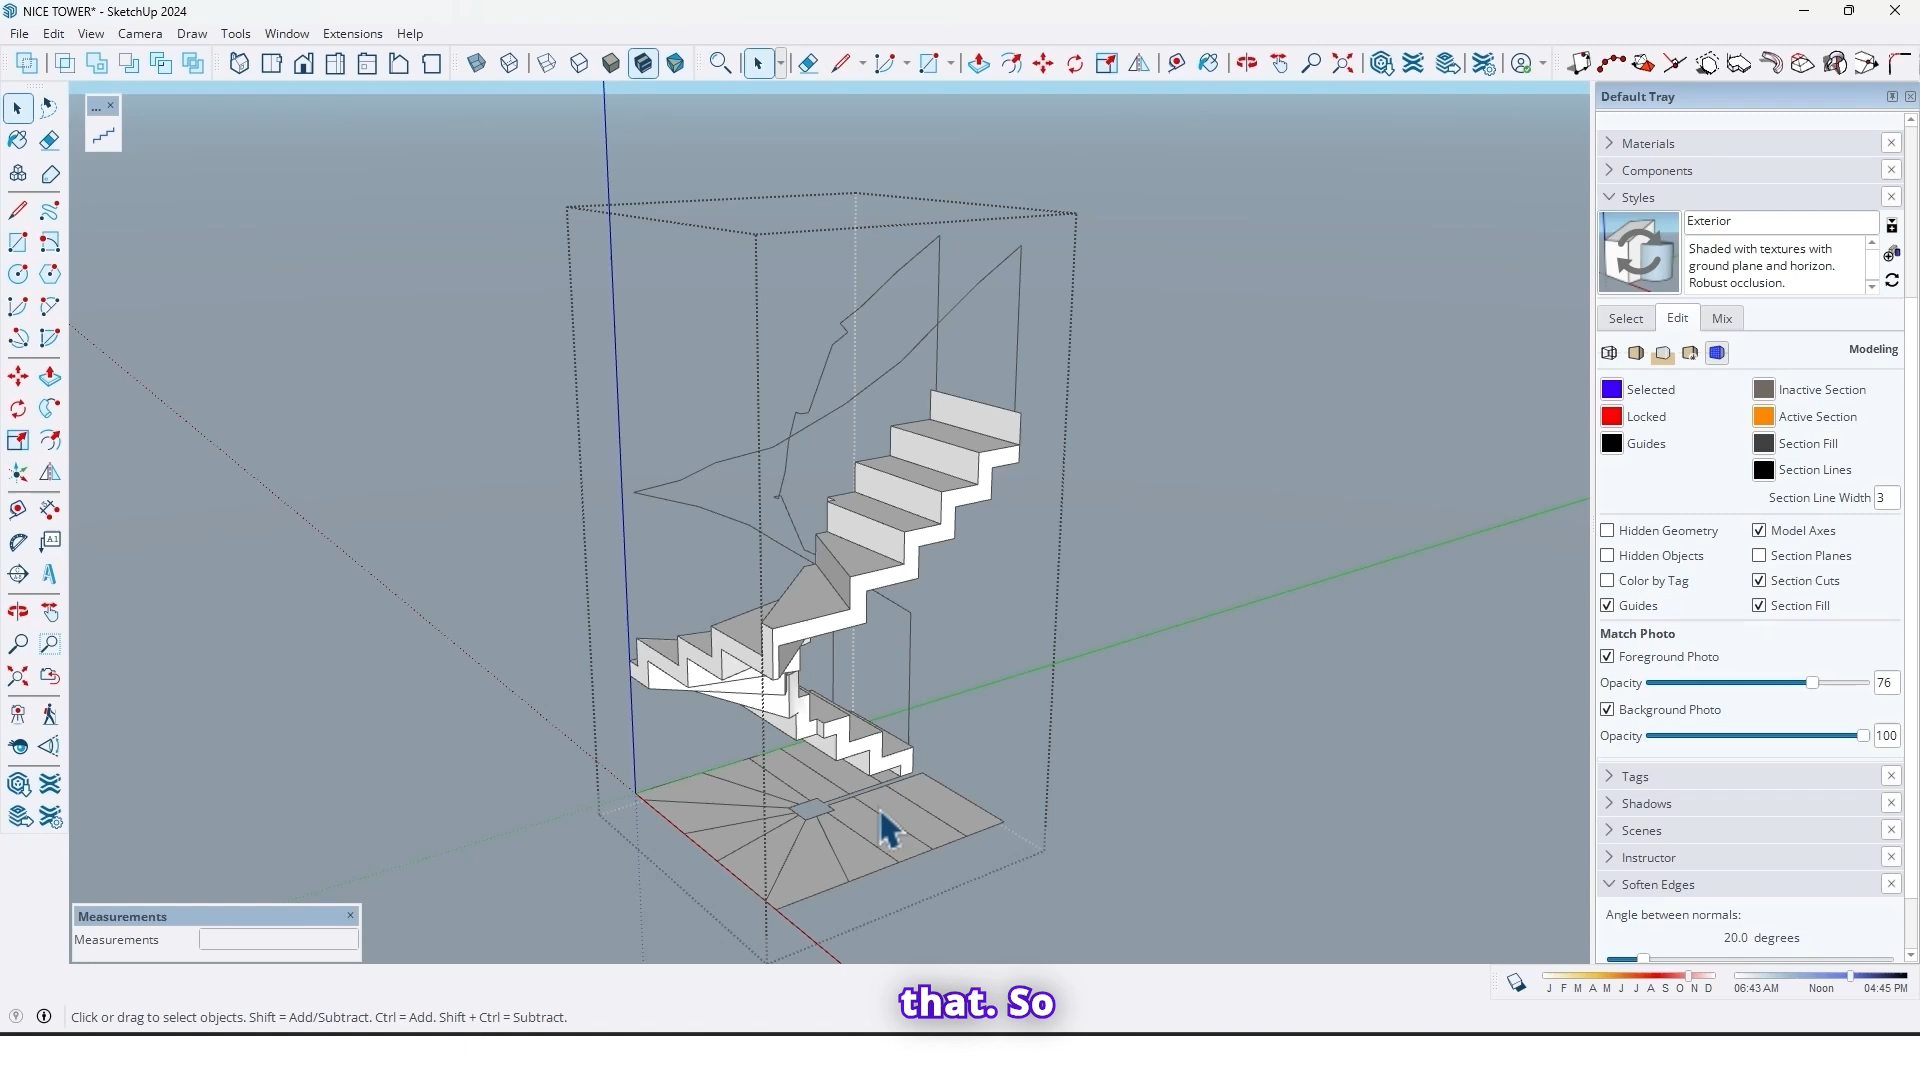 NICE TOWER* - SketchUp 2024
File Edit View Camera Draw Tools Window Extensions Help
...
Default Tray
Materials
Components
Styles
Exterior
Shaded with textures with
ground plane and horizon.
Robust occlusion.
Select Edit Mix
Modeling
Selected Inactive Section
Locked Active Section
Guides Section Fill
Section Lines
Section Line Width 3
Hidden Geometry Model Axes
Hidden Objects Section Planes
Color by Tag Section Cuts
Guides Section Fill
Match Photo
Foreground Photo
Opacity 76
Background Photo
Opacity 100
Tags
Shadows
Scenes
Instructor
Soften Edges
Angle between normals:
20.0 degrees
A1
Measurements
Measurements
J F M A M J J A S O N D 06:43 AM Noon 04:45 PM
that. So
Click or drag to select objects. Shift = Add/Subtract. Ctrl = Add. Shift + Ctrl = Subtract.